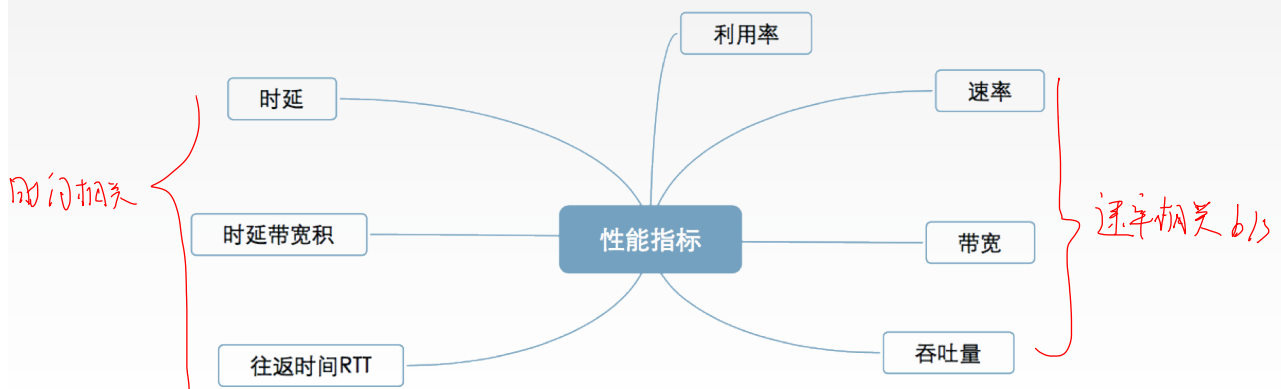 利用率
时延
速率
时间相关
时延带宽积
性能指标
带宽
速率相关 b/s
往返时间RTT
吞吐量